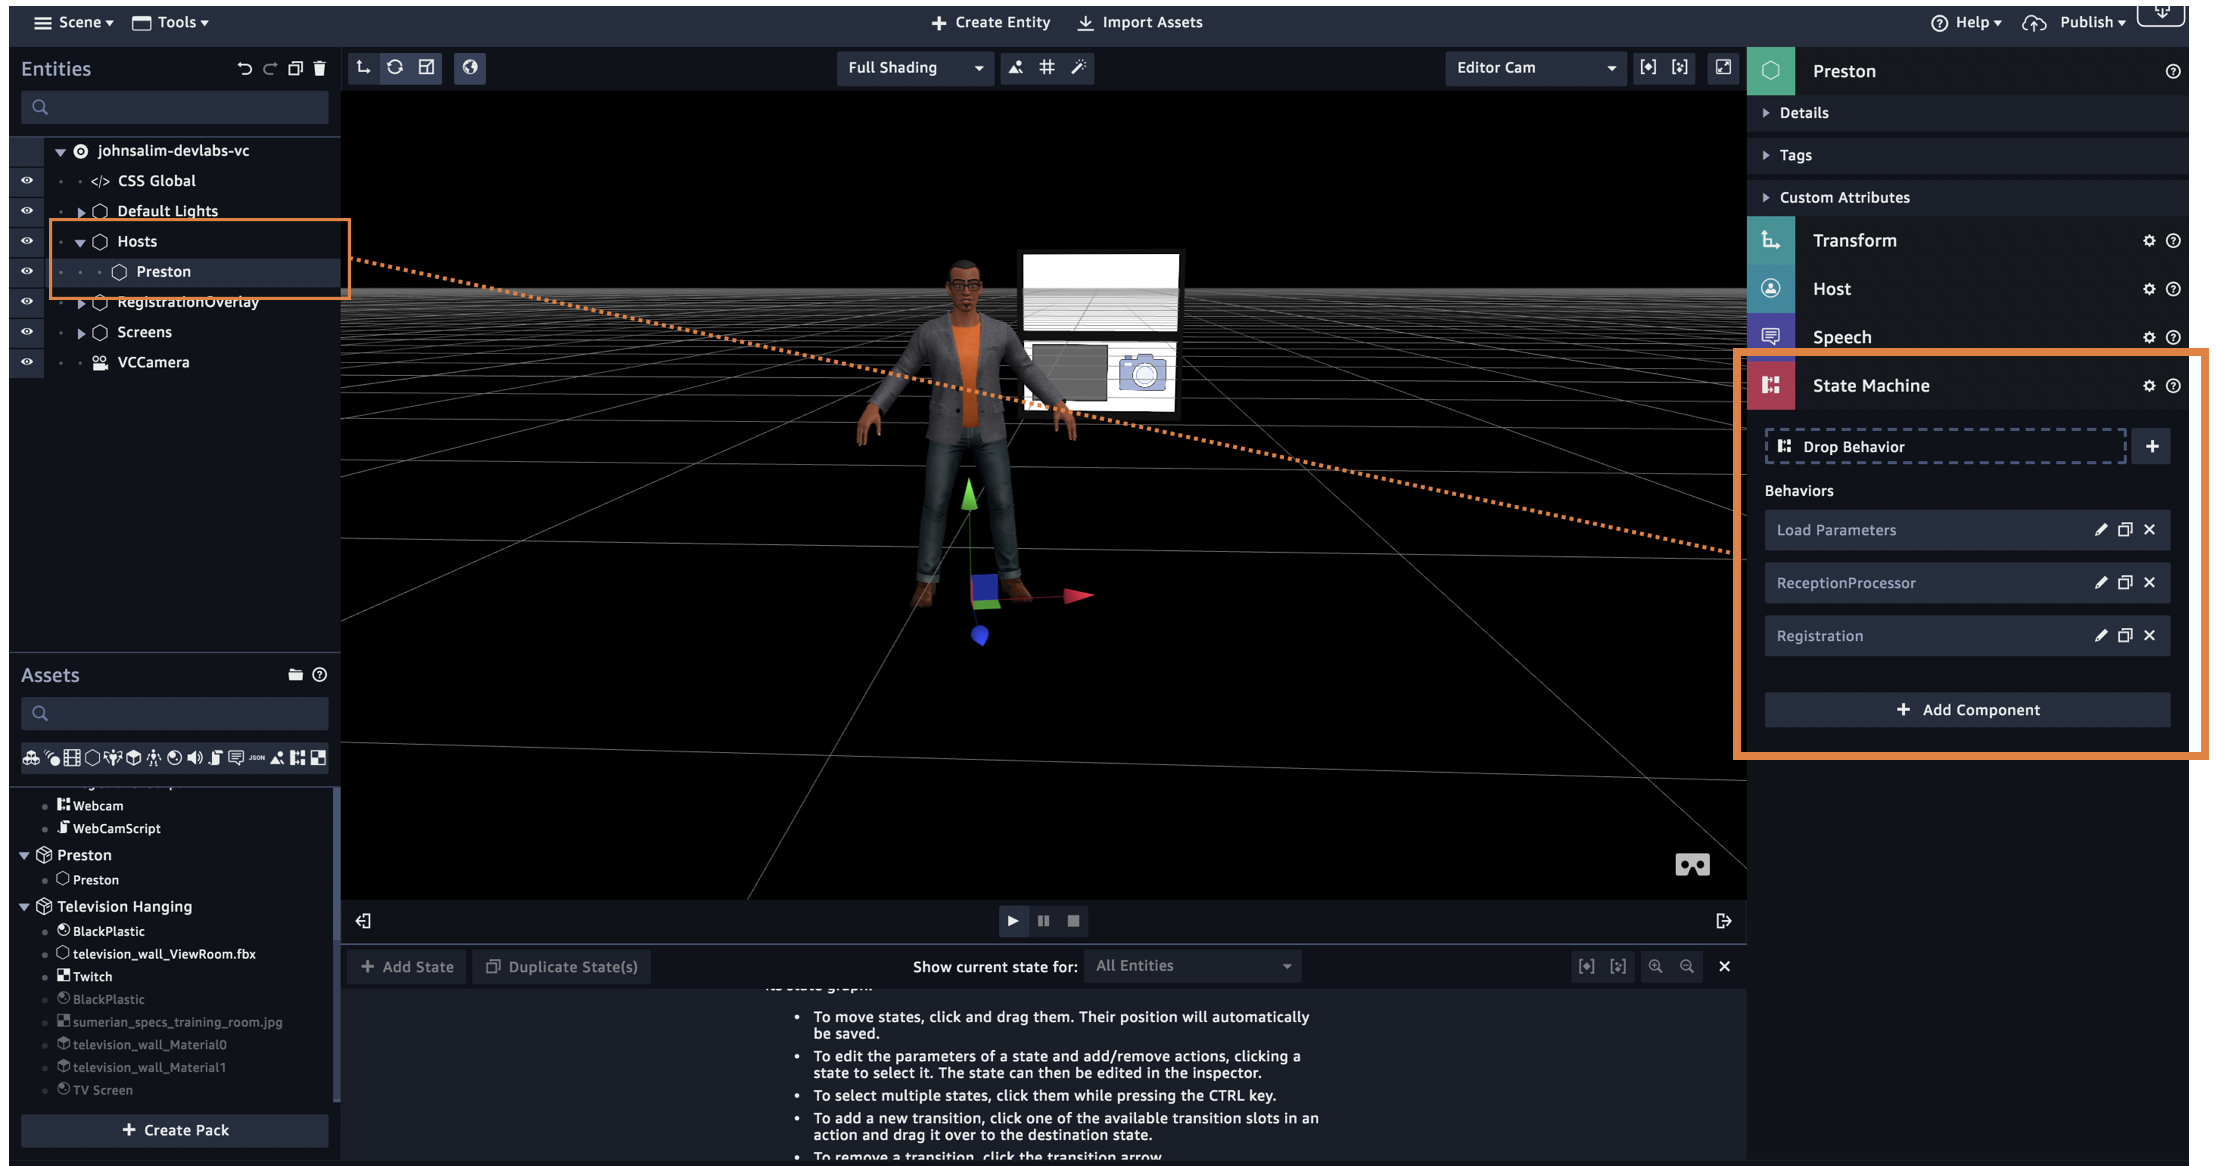 Scene
Tools
Create Entity
Import Assets
Help
Publish
Entities
johnsalim-devlabs-vc
</> CSS Global
Default Lights
Hosts
Preston
RegistrationOverlay
Screens
VCCamera
Full Shading
Editor Cam
Preston
Details
Tags
Custom Attributes
Transform
Host
Speech
State Machine
Drop Behavior
Behaviors
Load Parameters
ReceptionProcessor
Registration
+ Add Component
Assets
JSON
Webcam
WebCamScript
Preston
Preston
Television Hanging
BlackPlastic
television_wall_ViewRoom.fbx
Twitch
BlackPlastic
sumerian_specs_training_room.jpg
television_wall_Material0
television_wall_Material1
TV Screen
+ Create Pack
+ Add State
Duplicate State(s)
Show current state for:
All Entities
its state graph:
• To move states, click and drag them. Their position will automatically
be saved.
• To edit the parameters of a state and add/remove actions, clicking a
state to select it. The state can then be edited in the inspector.
• To select multiple states, click them while pressing the CTRL key.
• To add a new transition, click one of the available transition slots in an
action and drag it over to the destination state.
• To remove a transition, click the transition arrow